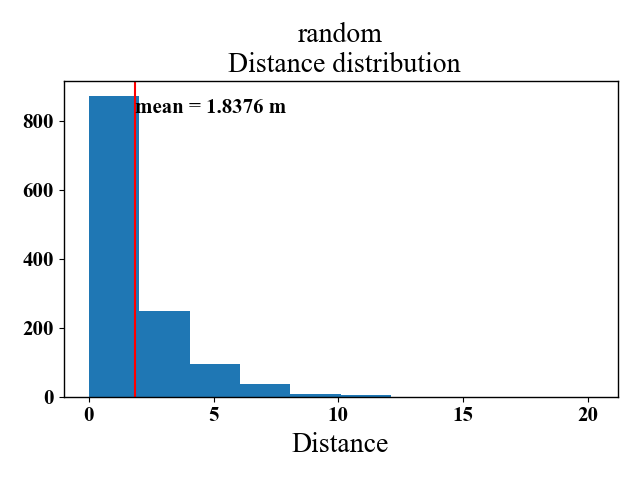 random
Distance distribution
mean = 1.8376 m
800
600
400
200
0
0 5 10 15 20
Distance